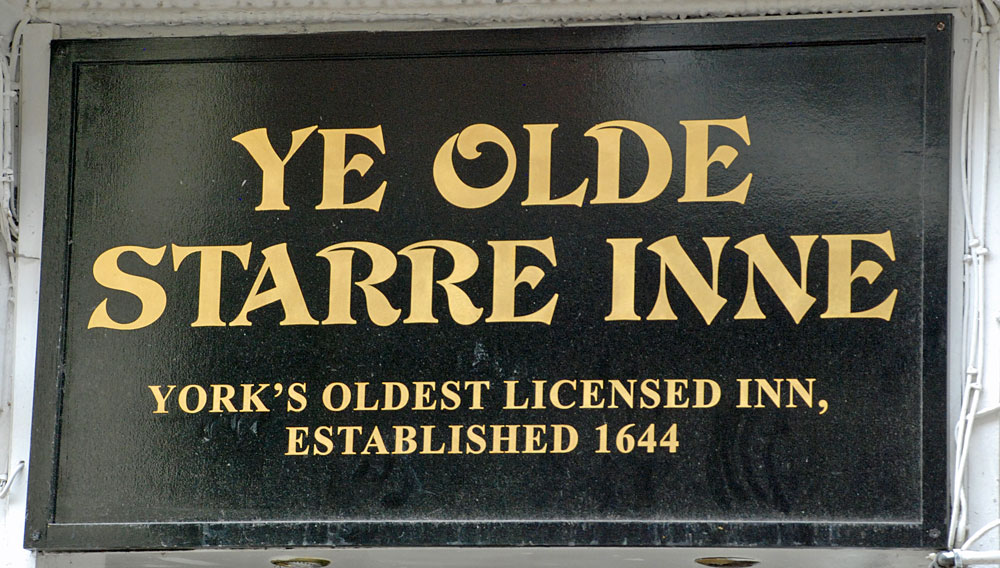 YE OLDE
STARRE INNE
YORK’S OLDEST LICENSED INN,
ESTABLISHED 1644